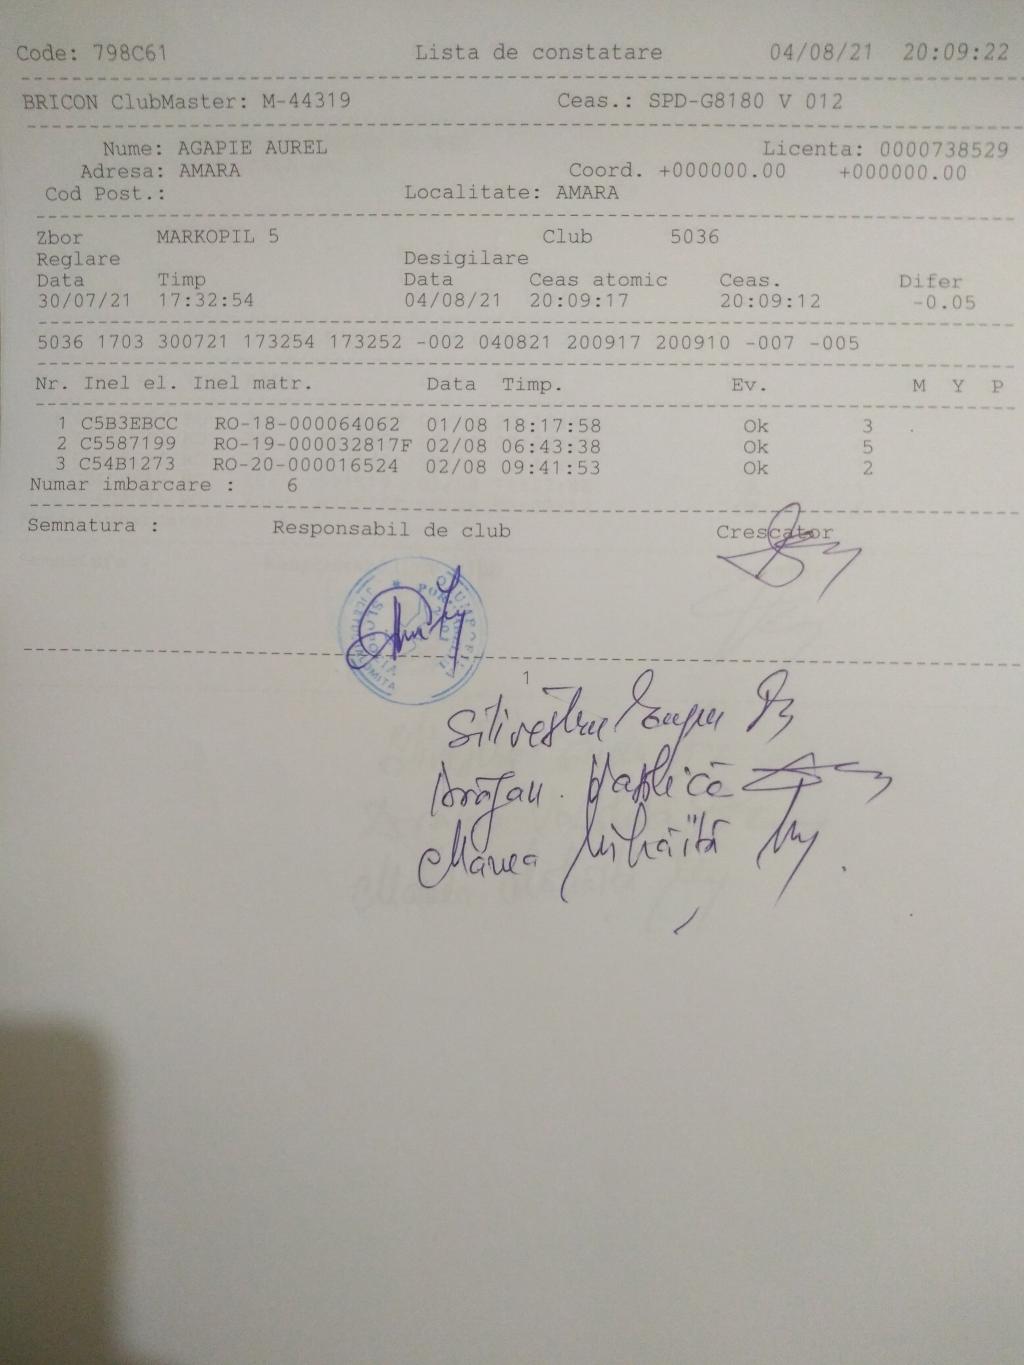 Code: 798C61 Lista de constatare 04/08/21 20:09:22
BRICON ClubMaster: M-44319 Ceas.: SPD-G8180 V 012
Nume: AGAPIE AUREL Licenta: 0000738529
Adresa: AMARA Coord. +000000.00 +000000.00
Cod Post.: Localitate: AMARA
Zbor MARKOPIL 5 Club 5036
Reglare Desigilare
Data Timp Data Ceas atomic Ceas. Difer
30/07/21 17:32:54 04/08/21 20:09:17 20:09:12 -0.05
5036 1703 300721 173254 173252 -002 040821 200917 200910 -007 -005
Nr. Inel el. Inel matr. Data Timp. Ev. M Y P
1 C5B3EBCC RO-18-000064062 01/08 18:17:58 Ok 3
2 C5587199 RO-19-000032817F 02/08 06:43:38 Ok 5
3 C54B1273 RO-20-000016524 02/08 09:41:53 Ok 2
Numar imbarcare : 6
Semnatura : Responsabil de club Crescator
1
Silivestru
Vasilică
Manea Mihăiță